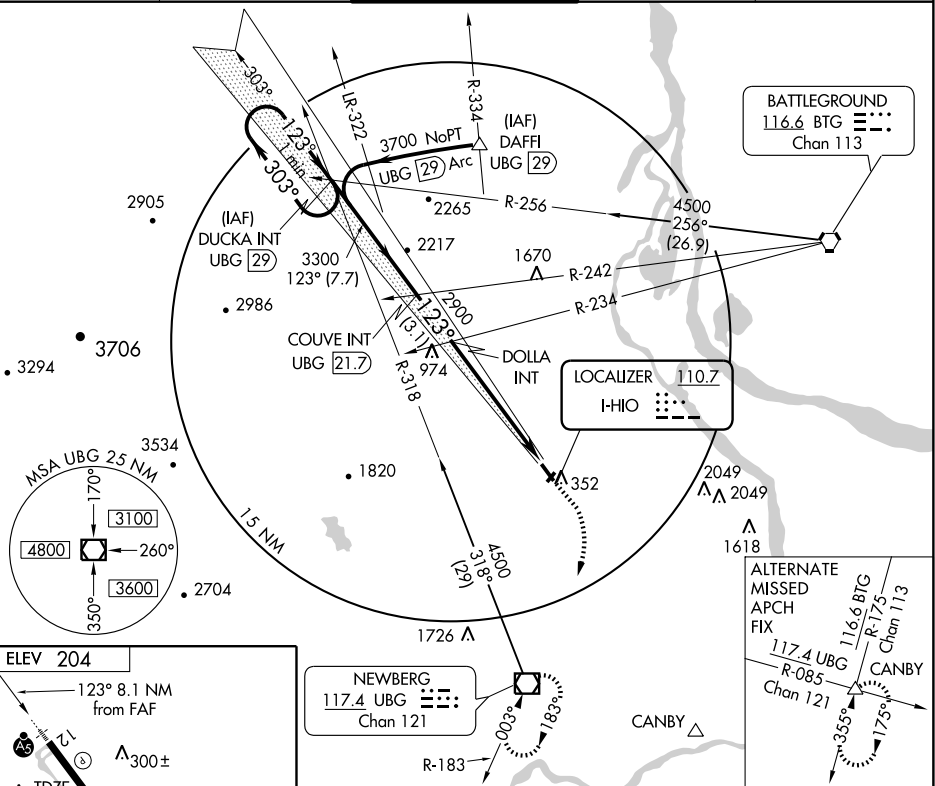 303°
123°
1 min
303°
LR-322
3700 NoPT
UBG 29 Arc
R-334
(IAF)
DAFFI
UBG 29
BATTLEGROUND
116.6 BTG
Chan 113
2905
(IAF)
DUCKA INT
UBG 29
2265
R-256
4500
256°
(26.9)
2217
3300
123° (7.7)
1670
R-242
R-234
2986
2900
123°
COUVE INT
UBG 21.7
(3.1)
974
DOLLA
INT
R-318
3706
3294
LOCALIZER 110.7
I-HIO
3534
1820
352
2049
2049
1618
MSA UBG 25 NM
170°
3100
4800
260°
3600
350°
15 NM
2704
4500
318°
(29)
1726
ALTERNATE
MISSED
APCH
FIX
116.6 BTG
R-175
Chan 113
117.4 UBG
R-085
Chan 121
CANBY
355°
175°
ELEV 204
123° 8.1 NM
from FAF
A5
12
P
300±
TDZE
NEWBERG
117.4 UBG
Chan 121
003°
183°
R-183
CANBY